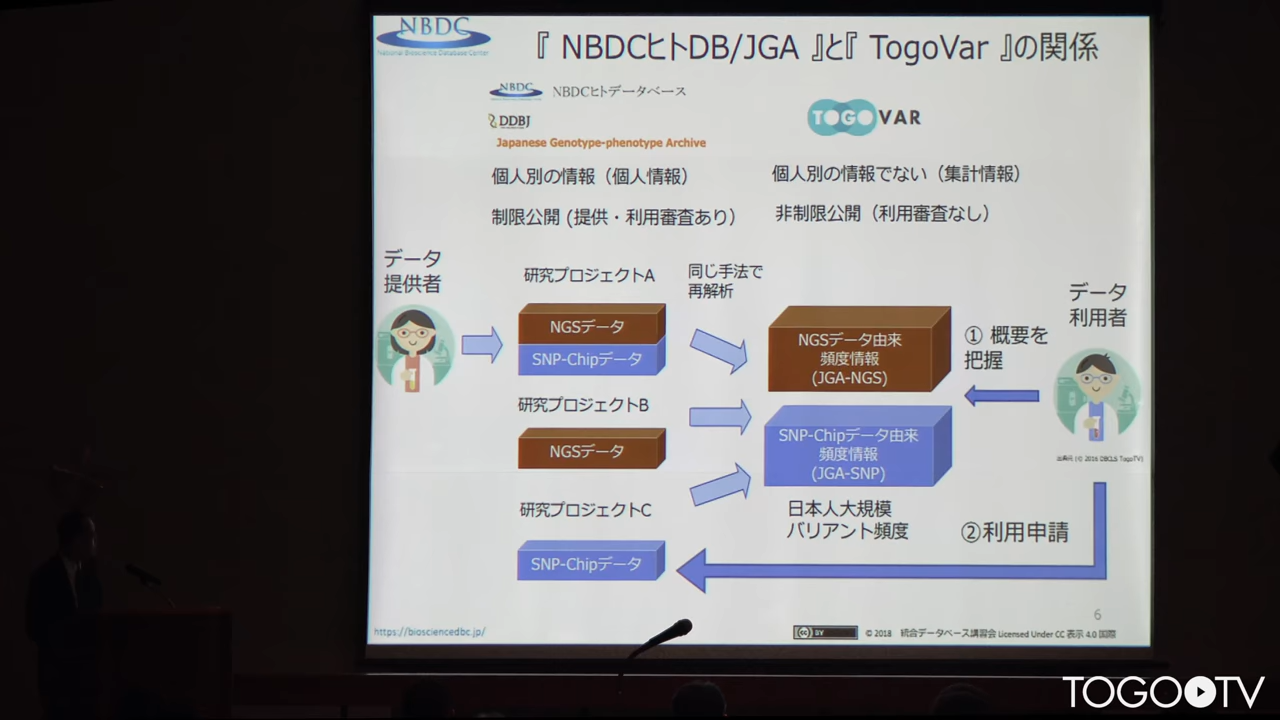 NBDC
National Bioscience Database Center
『 NBDCヒトDB/JGA 』と『 TogoVar 』の関係
NBDC NBDCヒトデータベース
DDBJ
Japanese Genotype-phenotype Archive
TOGO VAR
個人別の情報（個人情報）
個人別の情報でない（集計情報）
制限公開 (提供・利用審査あり）
非制限公開（利用審査なし）
データ
提供者
研究プロジェクトA
NGSデータ
SNP-Chipデータ
研究プロジェクトB
NGSデータ
研究プロジェクトC
SNP-Chipデータ
同じ手法で
再解析
NGSデータ由来
頻度情報
(JGA-NGS)
SNP-Chipデータ由来
頻度情報
(JGA-SNP)
日本人大規模
バリアント頻度
データ
利用者
① 概要を
把握
②利用申請
6
https://biosciencedbc.jp/
cc BY
© 2018 統合データベース講習会 Licensed Under CC 表示 4.0 国際
TOGO TV